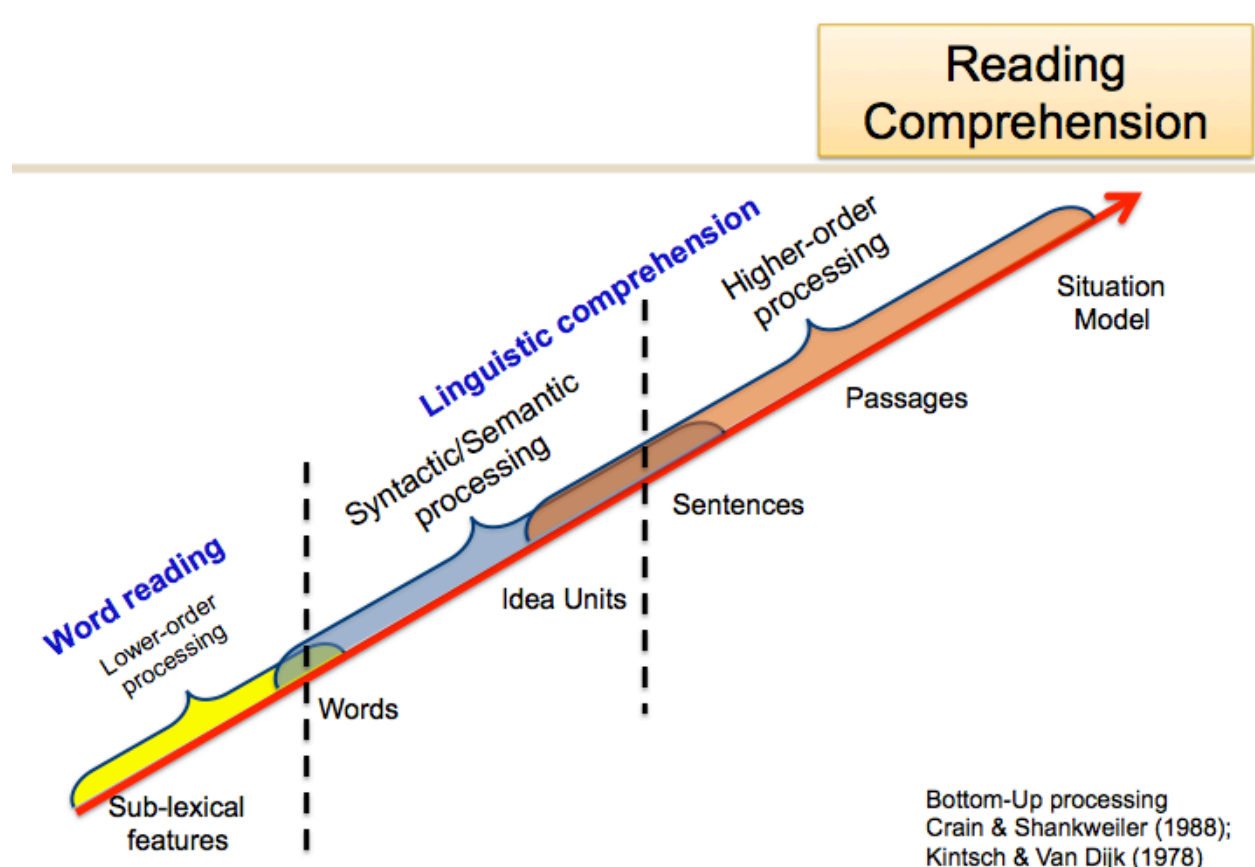 Reading
Comprehension
Word reading
Lower-order
processing
Linguistic comprehension
Syntactic/Semantic
processing
Higher-order
processing
Sub-lexical
features
Words
Idea Units
Sentences
Passages
Situation
Model
Bottom-Up processing
Crain & Shankweiler (1988);
Kintsch & Van Dijk (1978)